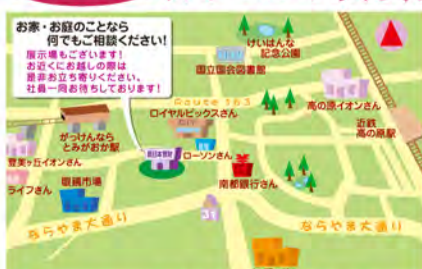 お家・お庭のことなら
何でもご相談ください!
展示場もございます!
お近くにお越しの際は
是非お立ち寄りください。
社員一同お待ちしております!
けいはんな
記念公園
国立国会図書館
Route 163
ロイヤルピックスさん
高の原イオンさん
近鉄
高の原駅
がっけんなら
とみがおか駅
ローソンさん
登美ヶ丘イオンさん
南都銀行さん
ライフさん
眼鏡市場
31
ならやま大通り
ならやま大通り